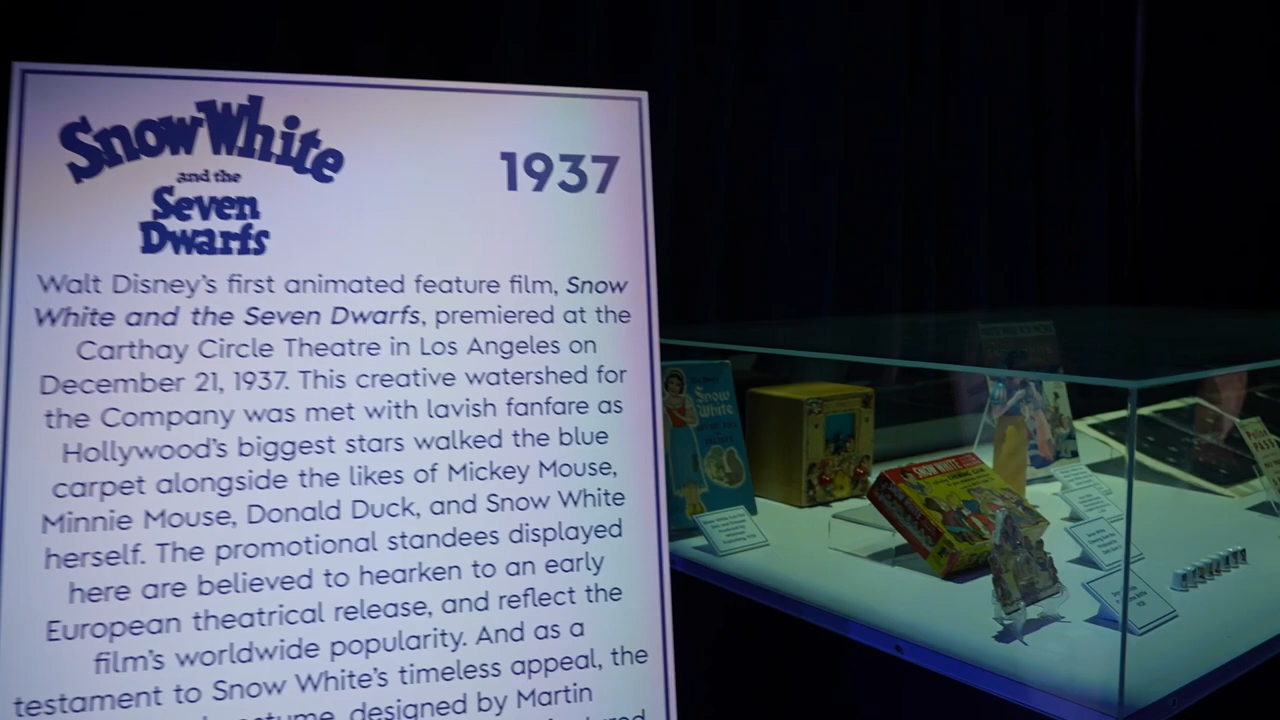 Snow White
and the
Seven
Dwarfs
1937
Walt Disney's first animated feature film, Snow
White and the Seven Dwarfs, premiered at the
Carthay Circle Theatre in Los Angeles on
December 21, 1937. This creative watershed for
the Company was met with lavish fanfare as
Hollywood's biggest stars walked the blue
carpet alongside the likes of Mickey Mouse,
Minnie Mouse, Donald Duck, and Snow White
herself. The promotional standees displayed
here are believed to hearken to an early
European theatrical release, and reflect the
film's worldwide popularity. And as a
testament to Snow White's timeless appeal, the
designed by Martin
Snow
White
SNOW WHITE